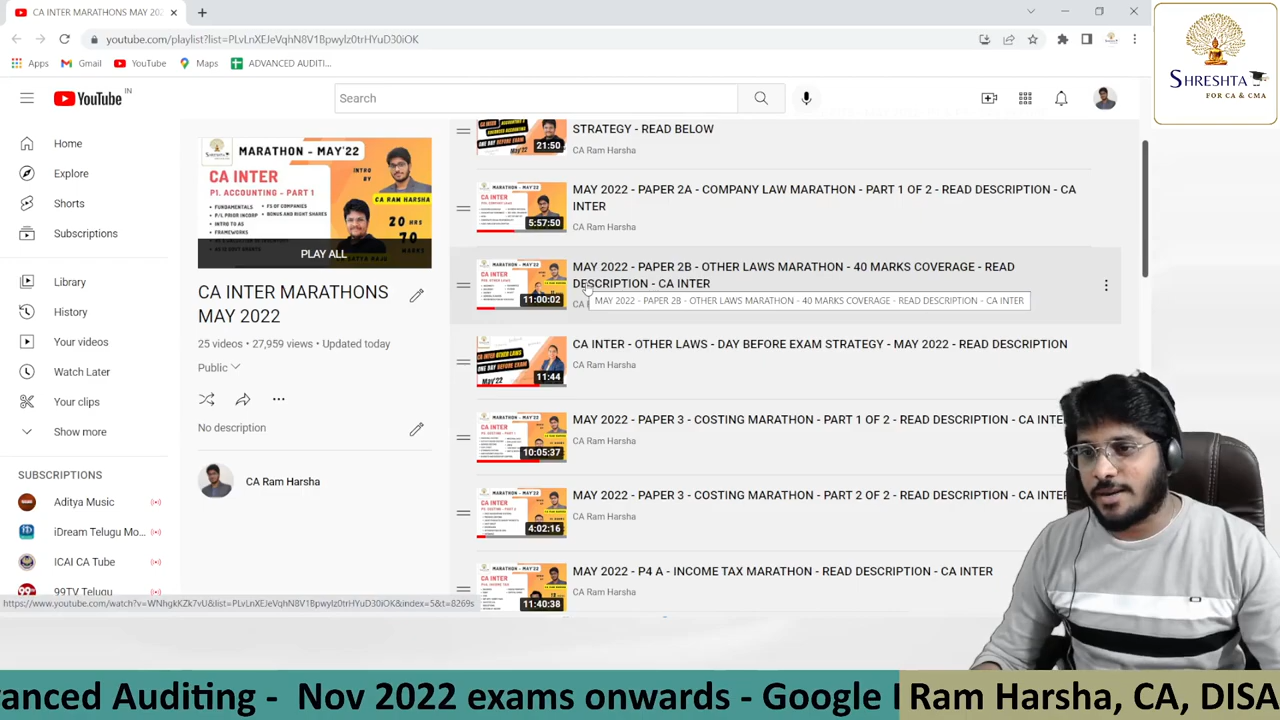 CA INTER MARATHONS MAY 202
youtube.com/playlist?list=PLvLnXEJeVqhN8V1Bpwylz0trHYuD30iOK
Apps
Gmail
YouTube
Maps
ADVANCED AUDITI...
SHRESHTA
FOR CA & CMA
YouTube
IN
Search
Home
Explore
Shorts
Subscriptions
Library
History
Your videos
Watch Later
Your clips
Show more
SUBSCRIPTIONS
Aditya Music
ETream Telugu Mo...
ICAI CA Tube
Telugu
MARATHON - MAY'22
CA INTER
P1. ACCOUNTING - PART 1
INTRO BY
CA RAM HARSHA
20 HRS
70 MARKS
PLAY ALL
CA INTER MARATHONS
MAY 2022
25 videos • 27,959 views • Updated today
Public
No description
CA Ram Harsha
STRATEGY - READ BELOW
CA Ram Harsha
21:50
MAY 2022 - PAPER 2A - COMPANY LAW MARATHON - PART 1 OF 2 - READ DESCRIPTION - CA
INTER
CA Ram Harsha
5:57:50
MAY 2022 - PAPER 2B - OTHER LAWS MARATHON - 40 MARKS COVERAGE - READ
DESCRIPTION - CA INTER
MAY 2022 - PAPER 2B - OTHER LAWS MARATHON - 40 MARKS COVERAGE - READ DESCRIPTION - CA INTER
11:00:02
CA INTER - OTHER LAWS - DAY BEFORE EXAM STRATEGY - MAY 2022 - READ DESCRIPTION
CA Ram Harsha
11:44
MAY 2022 - PAPER 3 - COSTING MARATHON - PART 1 OF 2 - READ DESCRIPTION - CA INTER
CA Ram Harsha
10:05:37
MAY 2022 - PAPER 3 - COSTING MARATHON - PART 2 OF 2 - READ DESCRIPTION - CA INTER
CA Ram Harsha
4:02:16
MAY 2022 - P4 A - INCOME TAX MARATHON - READ DESCRIPTION - CA INTER
CA Ram Harsha
11:40:38
vanced Auditing - Nov 2022 exams onwards - Google
Ram Harsha, CA, DISA